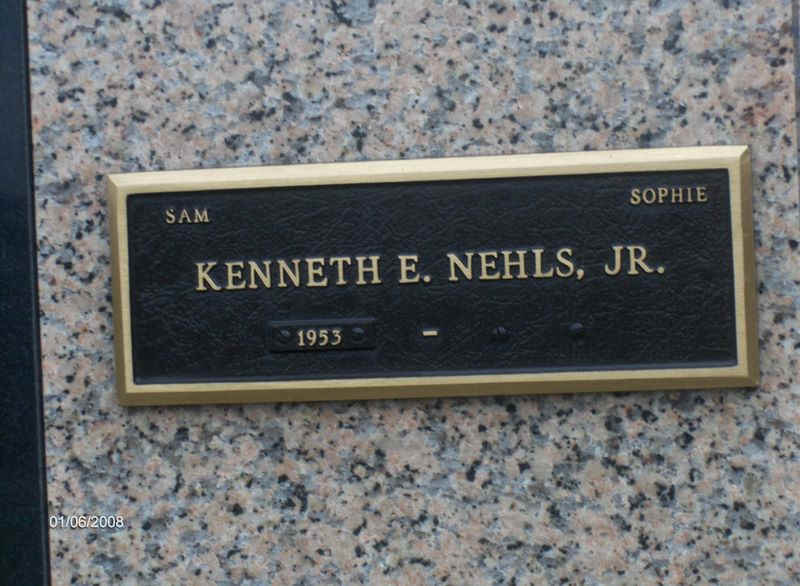 SAM SOPHIE
KENNETH E. NEHLS, JR.
1953 -
01/06/2008